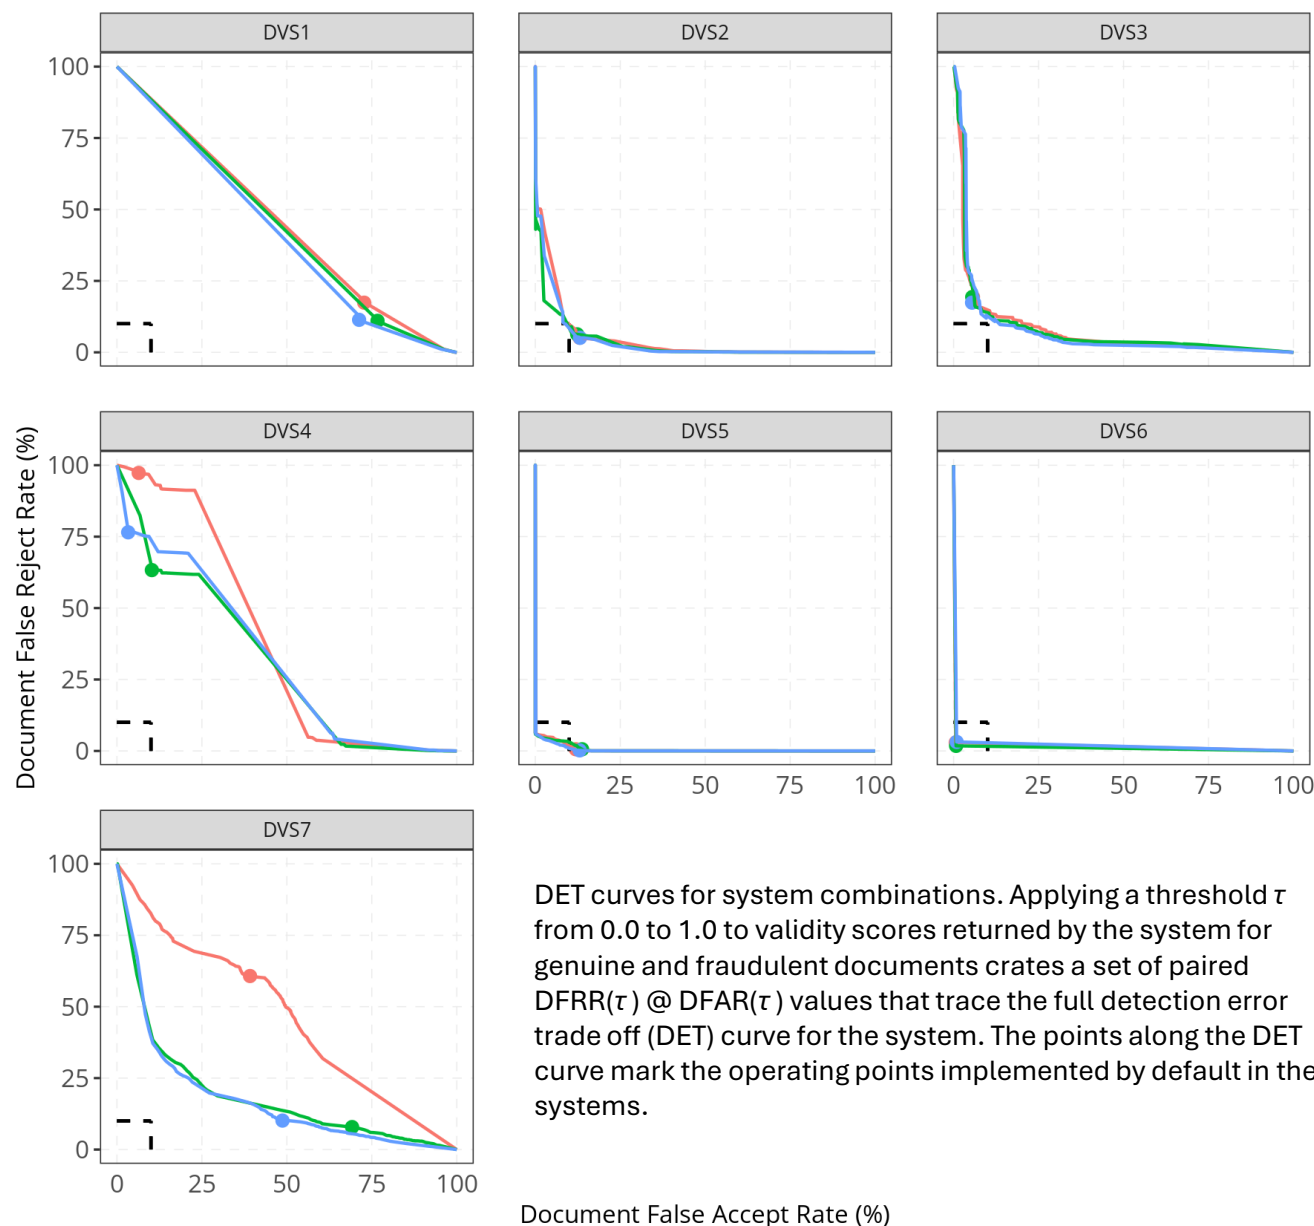 DVS1
DVS2
DVS3
100
75
50
25
0
DVS4
DVS5
DVS6
100
75
50
25
0
0 25 50 75 100
0 25 50 75 100
DVS7
100
75
50
25
0
0 25 50 75 100
Document False Reject Rate (%)
DET curves for system combinations. Applying a threshold τ
from 0.0 to 1.0 to validity scores returned by the system for
genuine and fraudulent documents crates a set of paired
DFRR(τ ) @ DFAR(τ ) values that trace the full detection error
trade off (DET) curve for the system. The points along the DET
curve mark the operating points implemented by default in the
systems.
Document False Accept Rate (%)